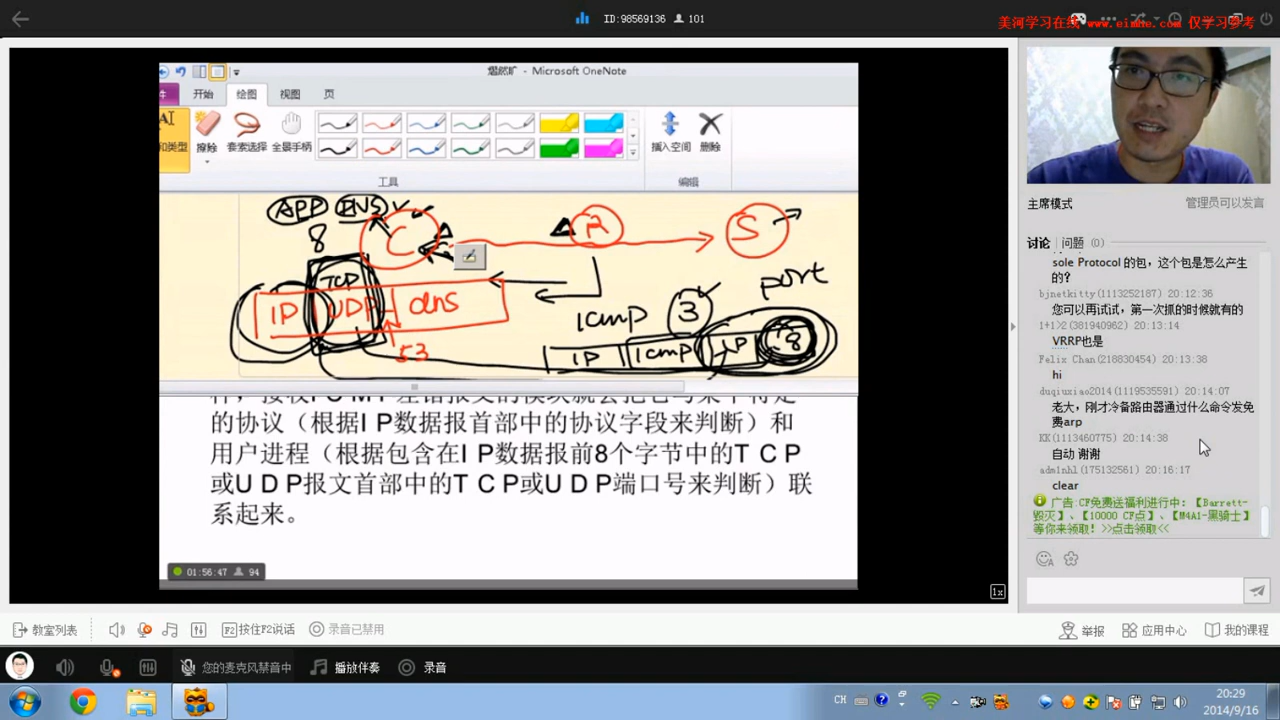 ID:98569136 101
美河学习在线 www.eimhe.com 仅学习参考
熠然旷 - Microsoft OneNote
开始 绘图 视图 页
擦除 套索选择 全景手柄 插入空间 删除
工具 编辑
APP DNS
8
C R S
TCP
IP UDP dns
53
icmp 3 port
IP icmp IP 8
的协议（根据ＩＰ数据报首部中的协议字段来判断）和
用户进程（根据包含在ＩＰ数据报前8个字节中的ＴＣＰ
或ＵＤＰ报文首部中的ＴＣＰ或ＵＤＰ端口号来判断）联
系起来。
01:56:47 94
主席模式 管理员可以发言
讨论 问题 (0)
sole Protocol 的包，这个包是怎么产生
的?
bjnetkitty(1113252187) 20:12:36
您可以再试试，第一次抓的时候就有的
1+1>2(381940962) 20:13:14
VRRP也是
Felix Chan(218830454) 20:13:38
hi
duqiuxiao2014(1119535591) 20:14:07
老大，刚才冷备路由器通过什么命令发免
费arp
KK(1113460775) 20:14:38
自动 谢谢
adm1nhl(175132561) 20:16:17
clear
广告:CF免费送福利进行中：【Barrett-
毁灭】、【10000 CF点】、【M4A1-黑骑士】
等你来领取! >>点击领取<<
1x
教室列表 F2 按住F2说话 录音已禁用 举报 应用中心 我的课程
您的麦克风禁音中 播放伴奏 录音
CH 20:29
2014/9/16